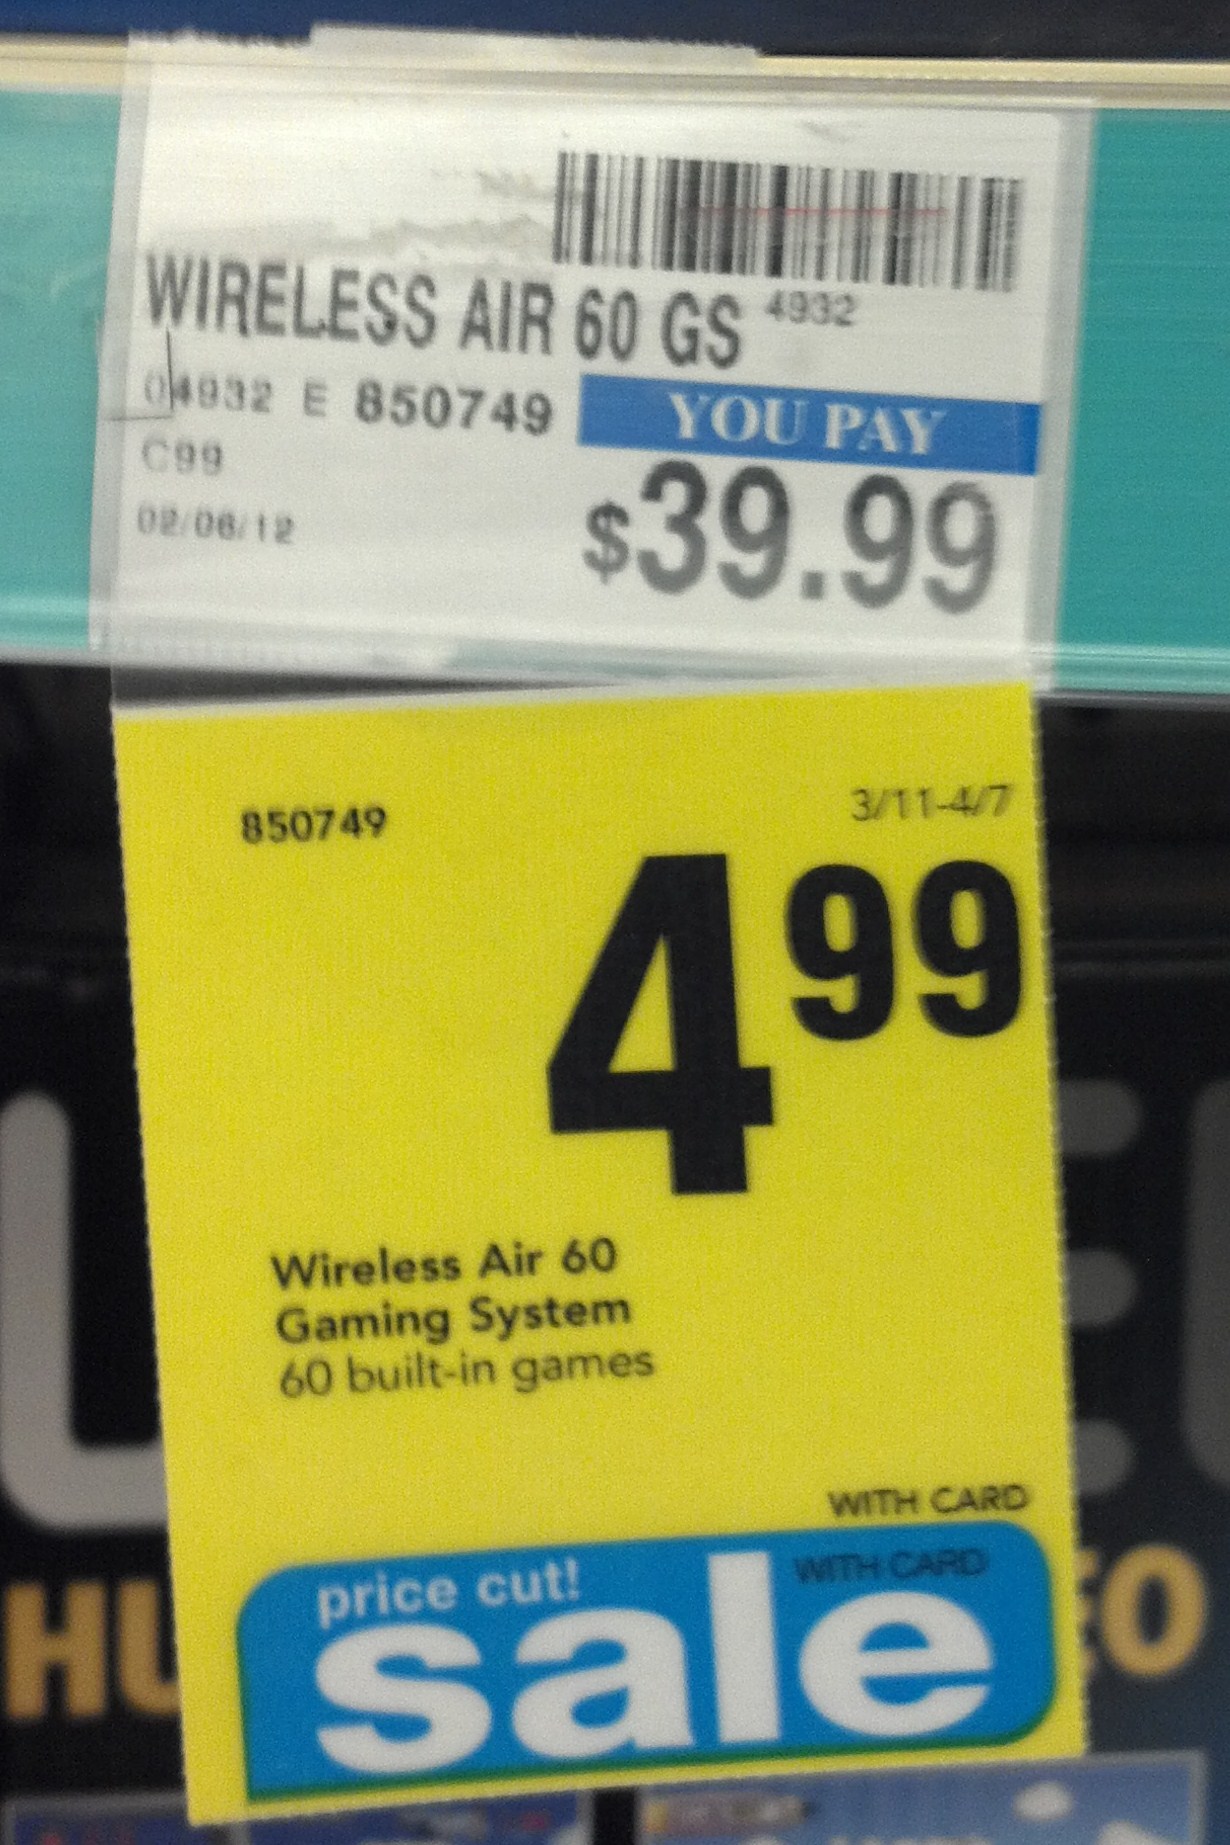 WIRELESS AIR 60 GS 4932
04932 E 850749 YOU PAY
C99
$39.99
02/06/12
850749 3/11-4/7
4 99
Wireless Air 60
Gaming System
60 built-in games
WITH CARD
price cut! WITH CARD
sale